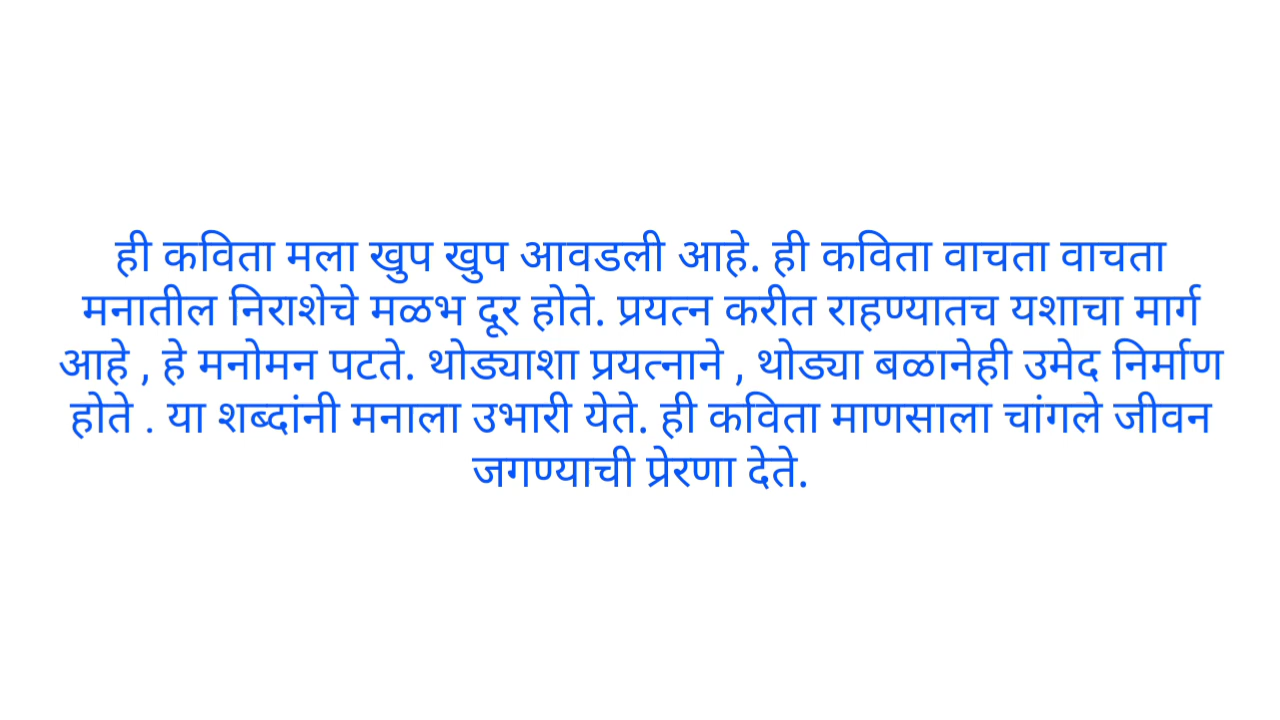 ही कविता मला खुप खुप आवडली आहे. ही कविता वाचता वाचता
मनातील निराशेचे मळभ दूर होते. प्रयत्न करीत राहण्यातच यशाचा मार्ग
आहे , हे मनोमन पटते. थोड्याशा प्रयत्नाने , थोड्या बळानेही उमेद निर्माण
होते . या शब्दांनी मनाला उभारी येते. ही कविता माणसाला चांगले जीवन
जगण्याची प्रेरणा देते.